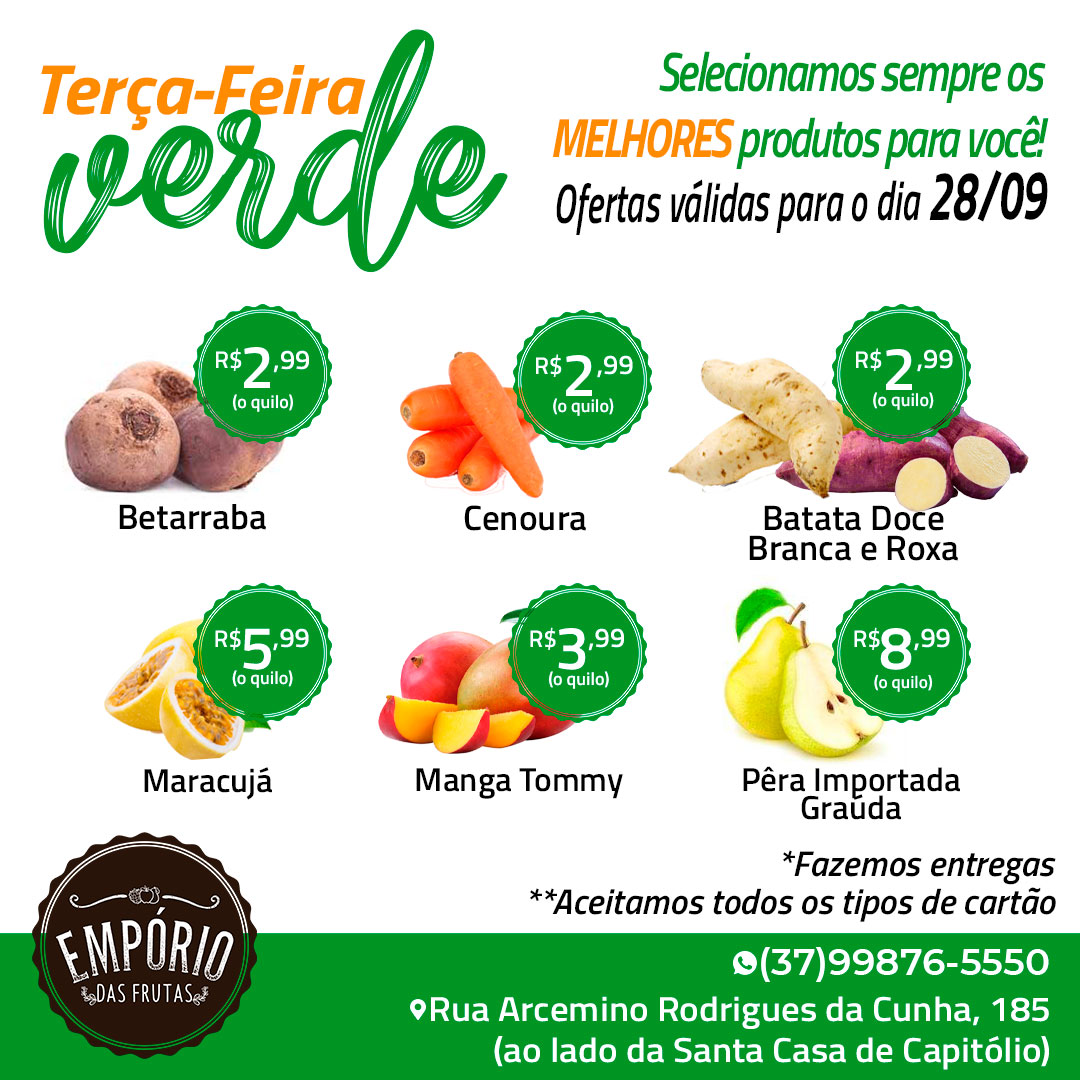 Terça-Feira
verde
Selecionamos sempre os
MELHORES produtos para você!
Ofertas válidas para o dia 28/09
R$2,99
(o quilo)
Betarraba
R$2,99
(o quilo)
Cenoura
R$2,99
(o quilo)
Batata Doce
Branca e Roxa
R$5,99
(o quilo)
Maracujá
R$3,99
(o quilo)
Manga Tommy
R$8,99
(o quilo)
Pêra Importada
Graúda
*Fazemos entregas
**Aceitamos todos os tipos de cartão
EMPÓRIO
DAS FRUTAS
(37)99876-5550
Rua Arcemino Rodrigues da Cunha, 185
(ao lado da Santa Casa de Capitólio)